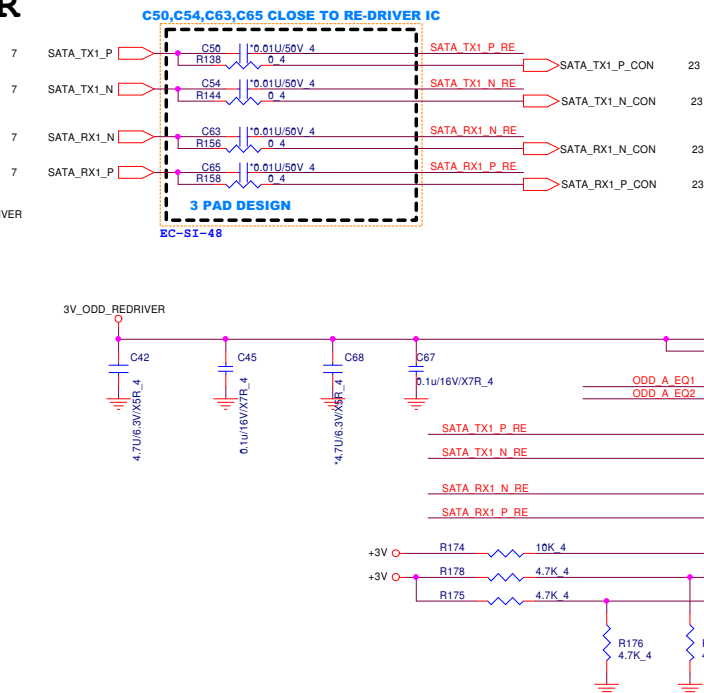 R
C50,C54,C63,C65 CLOSE TO RE-DRIVER IC
7 SATA_TX1_P C50 *0.01U/50V_4 SATA_TX1_P_RE
R138 0_4 SATA_TX1_P_CON 23
7 SATA_TX1_N C54 *0.01U/50V_4 SATA_TX1_N_RE
R144 0_4 SATA_TX1_N_CON 23
7 SATA_RX1_N C63 *0.01U/50V_4 SATA_RX1_N_RE
R156 0_4 SATA_RX1_N_CON 23
7 SATA_RX1_P C65 *0.01U/50V_4 SATA_RX1_P_RE
R158 0_4 SATA_RX1_P_CON 23
3 PAD DESIGN
IVER
EC-SI-48
3V_ODD_REDRIVER
C42 C45 C68 C67
4.7U/6.3V/X5R_4 0.1u/16V/X7R_4 *4.7U/6.3V/X5R_4 0.1u/16V/X7R_4
ODD_A_EQ1
ODD_A_EQ2
SATA_TX1_P_RE
SATA_TX1_N_RE
SATA_RX1_N_RE
SATA_RX1_P_RE
+3V R174 10K_4
+3V R178 4.7K_4
R175 4.7K_4
R176
4.7K_4